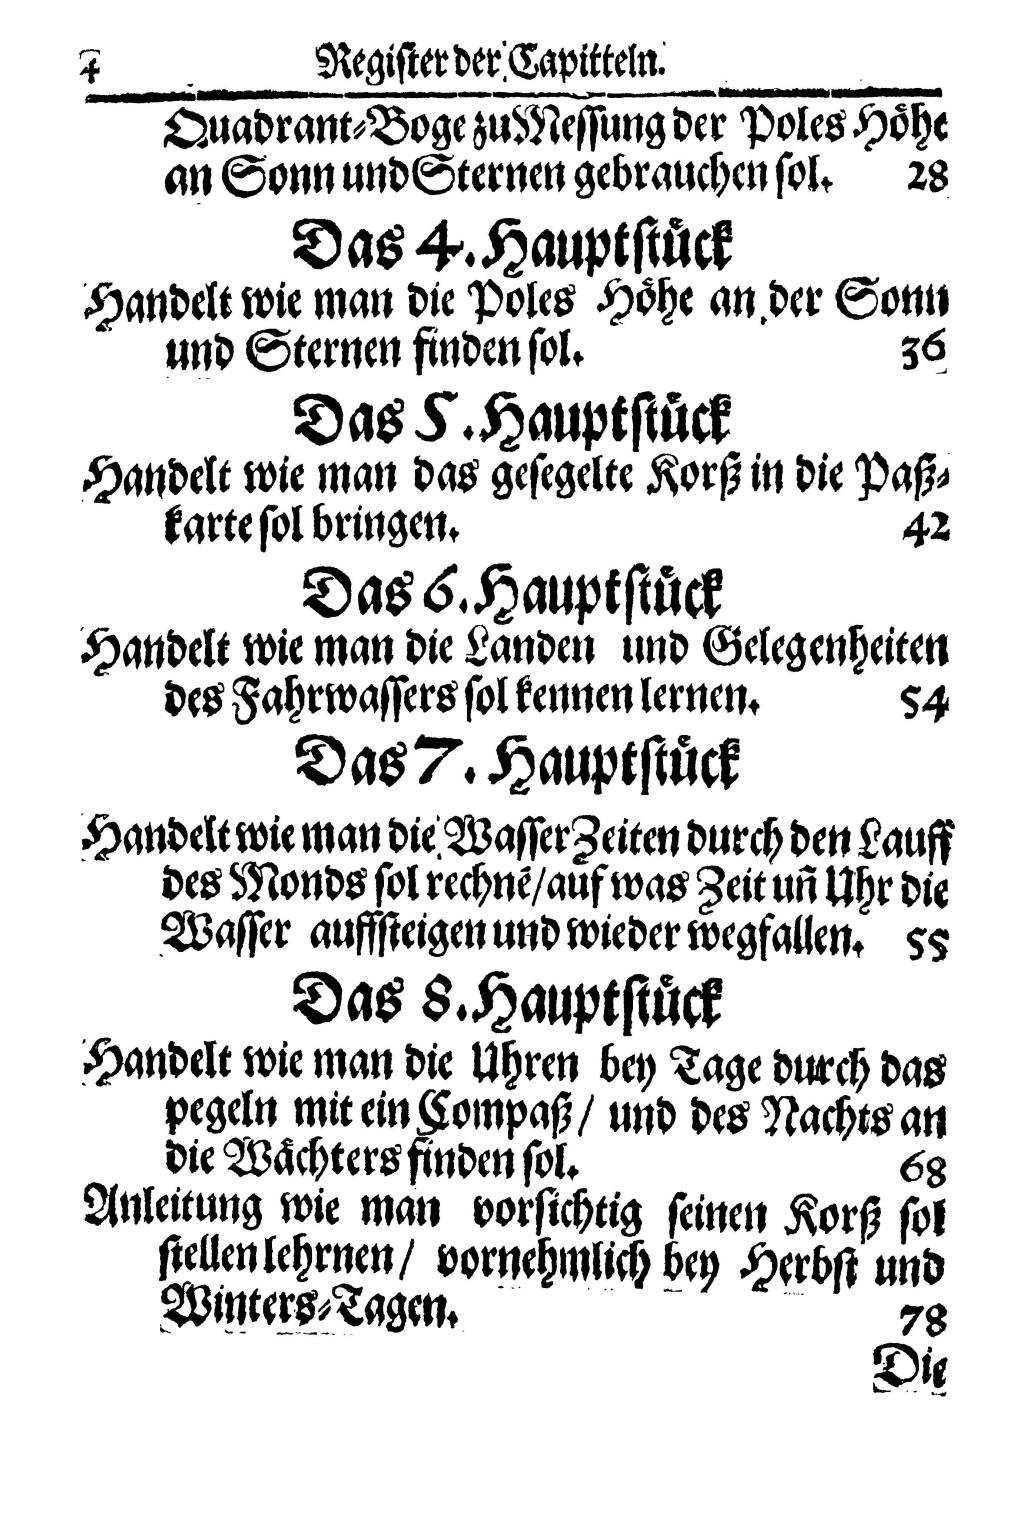 4 Register der Capitteln.
Quadrant-Boge zu Messung der Poles Höhe
an Sonn und Sternen gebrauchen sol. 28
Das 4. Hauptstück
Handelt wie man die Poles Höhe an der Sonn
und Sternen finden sol. 36
Das 5. Hauptstück
Handelt wie man das gesegelte Korß in die Paß-
karte sol bringen. 42
Das 6. Hauptstück
Handelt wie man die Landen und Gelegenheiten
des Fahrwassers sol kennen lernen. 54
Das 7. Hauptstück
Handelt wie man die Wasser Zeiten durch den Lauff
des Monds sol rechnē/auf was Zeit uñ Uhr die
Wasser auffsteigen und wieder wegfallen. 55
Das 8. Hauptstück
Handelt wie man die Uhren bey Tage durch das
pegeln mit ein Compaß/ und des Nachts an
die Wächters finden sol. 68
Anleitung wie man vorsichtig seinen Korß sol
stellen lehrnen/ vornehmlich bey Herbst und
Winters-Tagen. 78
Die